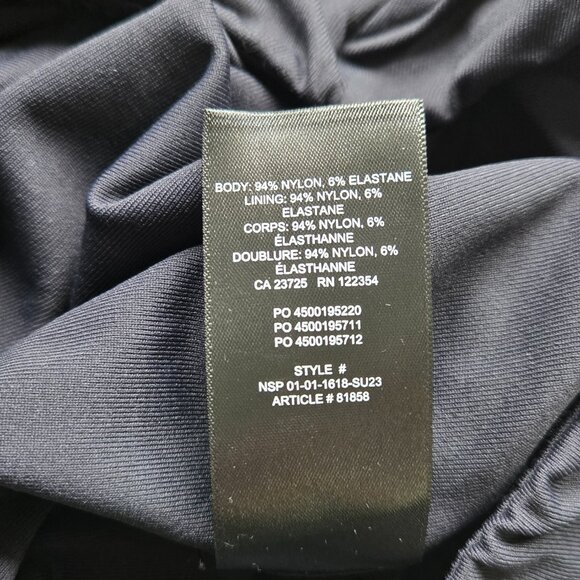 BODY: 94% NYLON, 6% ELASTANE
LINING: 94% NYLON, 6%
ELASTANE
CORPS: 94% NYLON, 6%
ÉLASTHANNE
DOUBLURE: 94% NYLON, 6%
ÉLASTHANNE
CA 23725 RN 122354
PO 4500195220
PO 4500195711
PO 4500195712
STYLE #
NSP 01-01-1618-SU23
ARTICLE # 81858